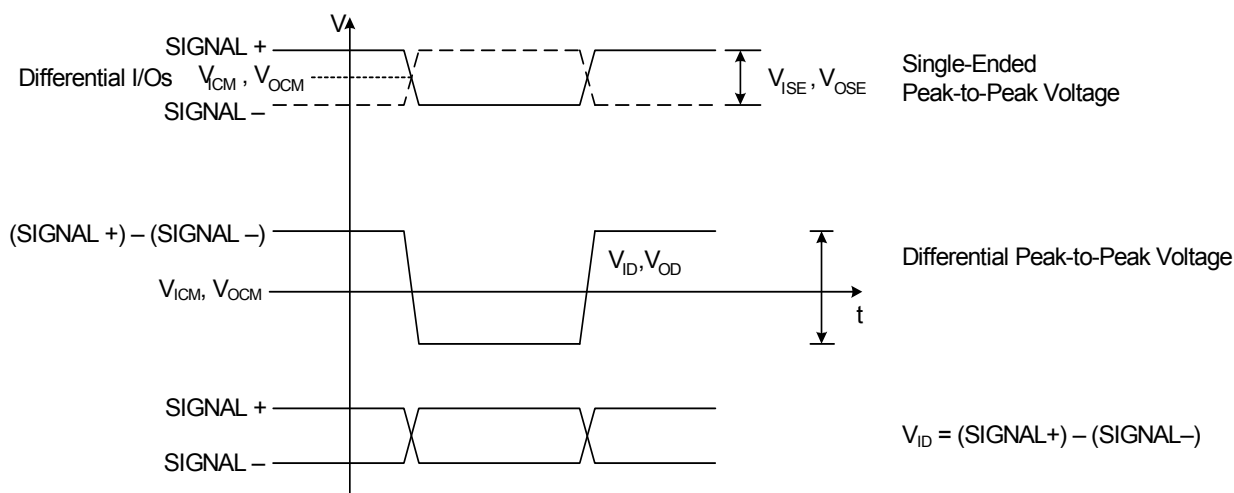 V
SIGNAL +
Differential I/Os V_ICM , V_OCM
SIGNAL –
V_ISE , V_OSE
Single-Ended
Peak-to-Peak Voltage
(SIGNAL +) – (SIGNAL –)
V_ID, V_OD
Differential Peak-to-Peak Voltage
V_ICM, V_OCM
t
SIGNAL +
SIGNAL –
V_ID = (SIGNAL+) – (SIGNAL–)